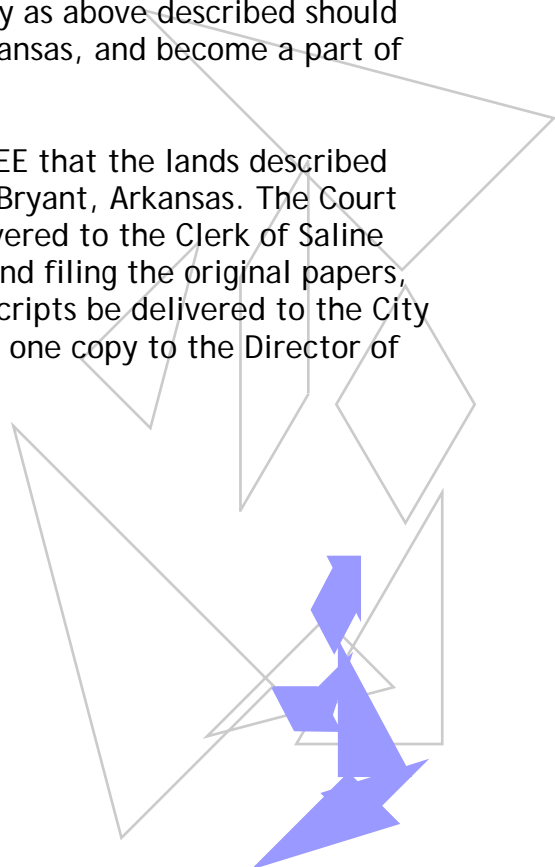 y as above described should
ansas, and become a part of
EE that the lands described
Bryant, Arkansas. The Court
vered to the Clerk of Saline
nd filing the original papers,
cripts be delivered to the City
one copy to the Director of